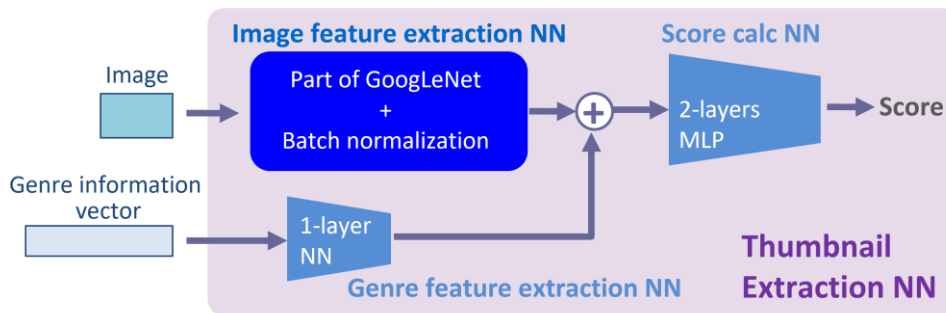 Image feature extraction NN
Score calc NN
Image
Part of GoogLeNet
+
Batch normalization
+
2-layers
MLP
Score
Genre information
vector
1-layer
NN
Genre feature extraction NN
Thumbnail
Extraction NN